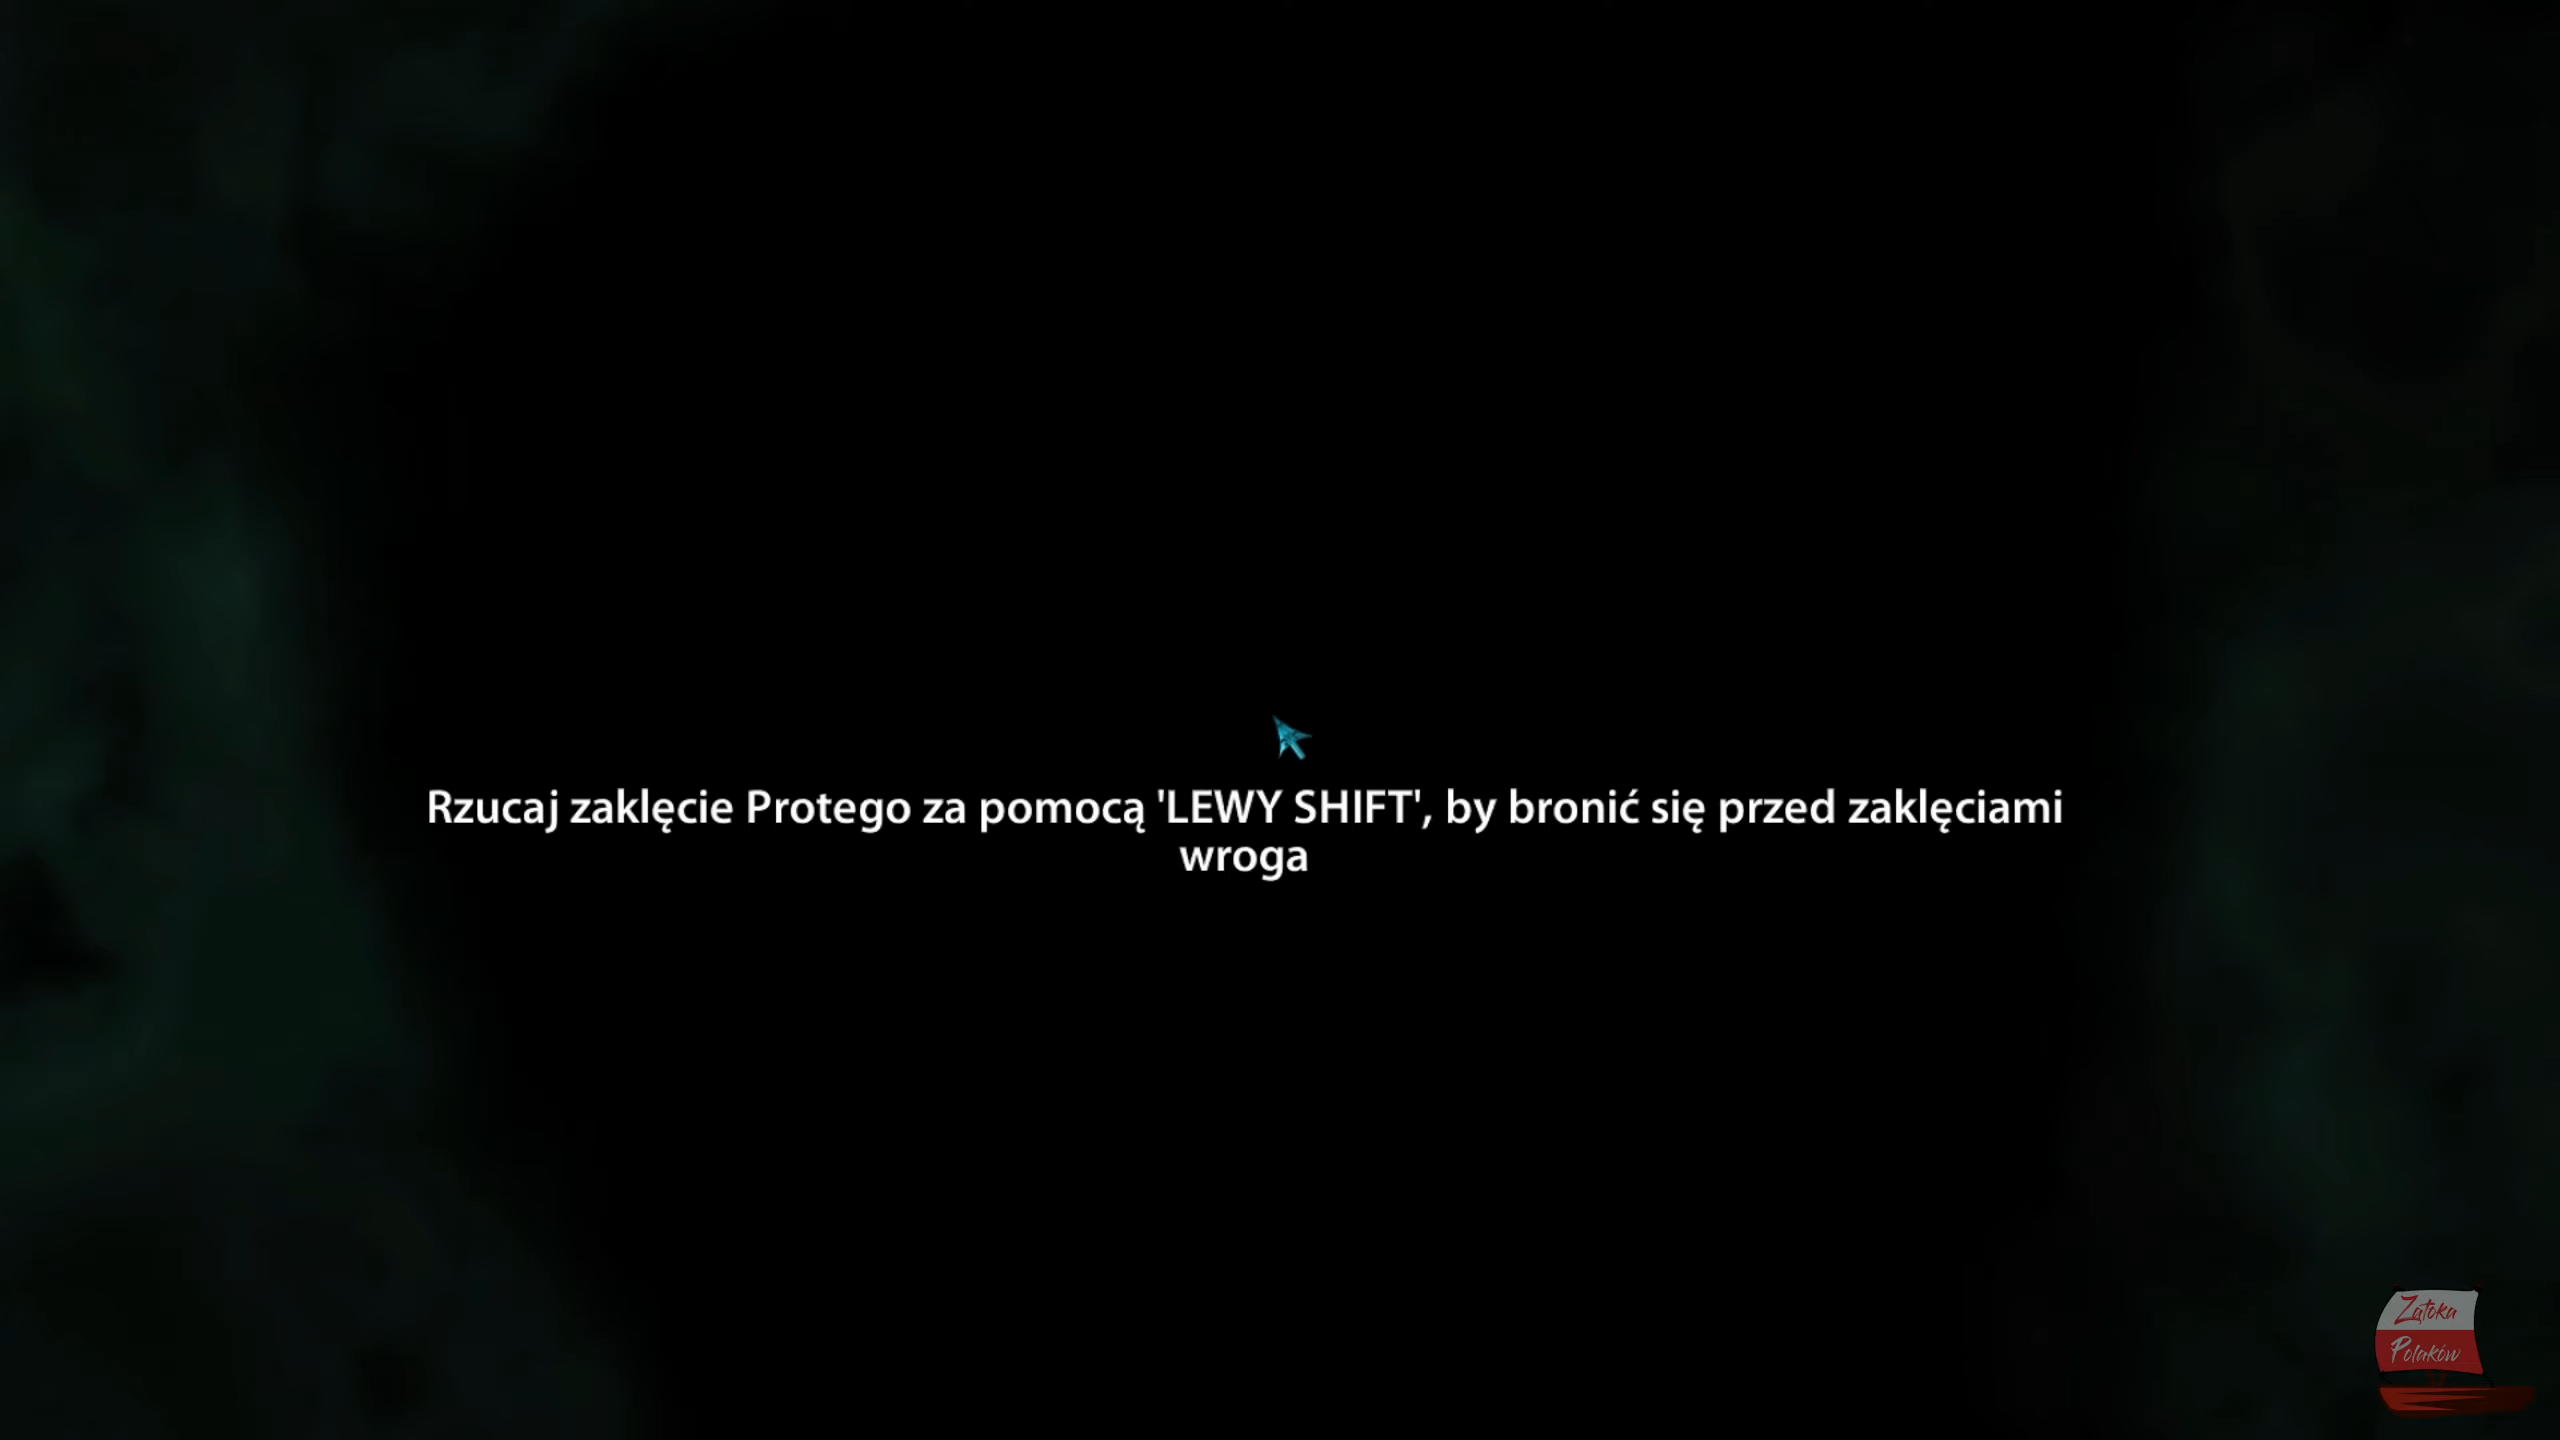 Rzucaj zaklęcie Protego za pomocą 'LEWY SHIFT', by bronić się przed zaklęciami
wroga
Zatoka
Polaków